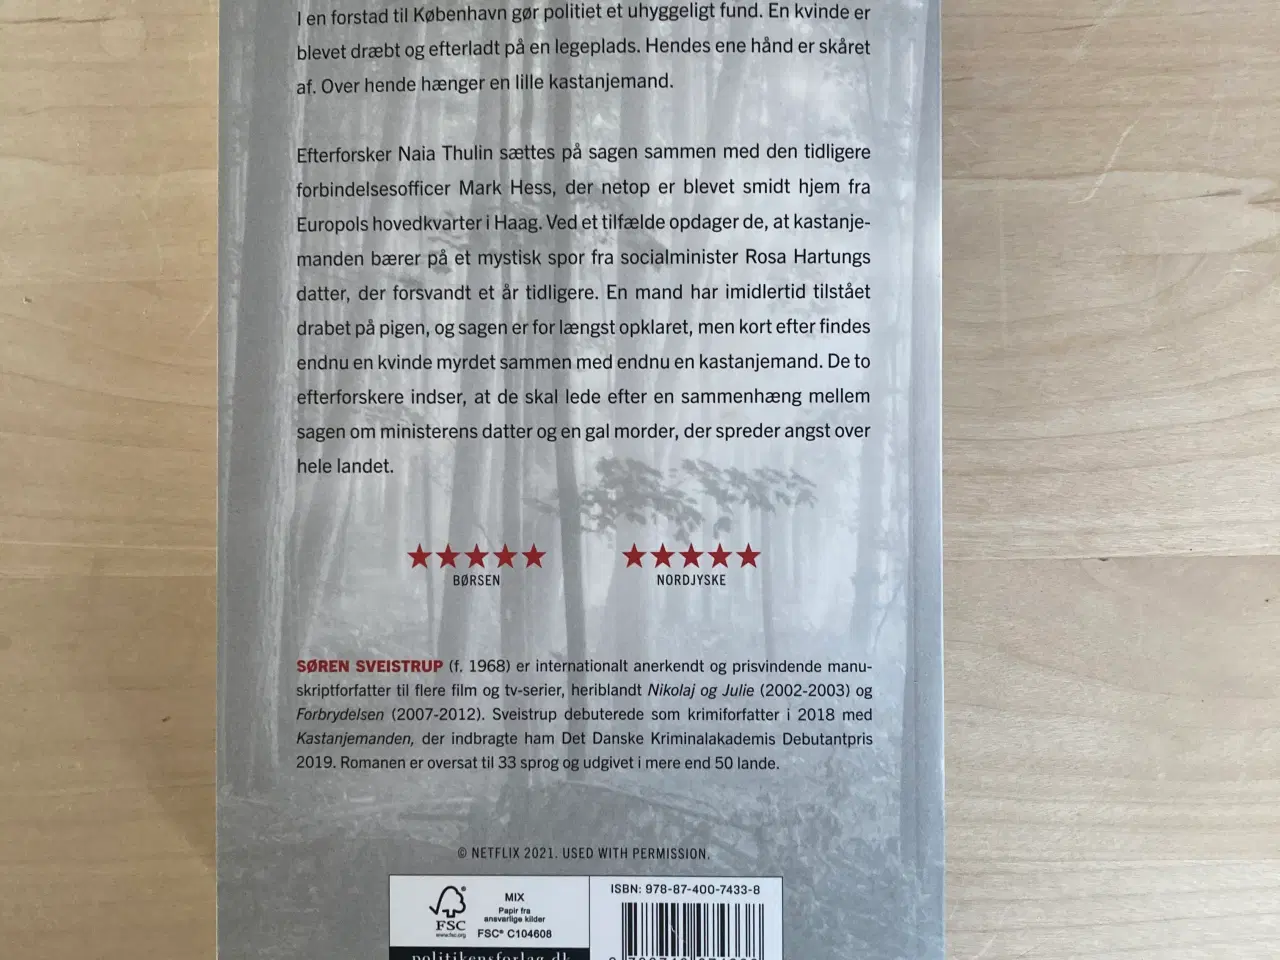 I en forstad til København gør politiet et uhyggeligt fund. En kvinde er
blevet dræbt og efterladt på en legeplads. Hendes ene hånd er skåret
af. Over hende hænger en lille kastanjemand.
Efterforsker Naia Thulin sættes på sagen sammen med den tidligere
forbindelsesofficer Mark Hess, der netop er blevet smidt hjem fra
Europols hovedkvarter i Haag. Ved et tilfælde opdager de, at kastanje-
manden bærer på et mystisk spor fra socialminister Rosa Hartungs
datter, der forsvandt et år tidligere. En mand har imidlertid tilstået
drabet på pigen, og sagen er for længst opklaret, men kort efter findes
endnu en kvinde myrdet sammen med endnu en kastanjemand. De to
efterforskere indser, at de skal lede efter en sammenhæng mellem
sagen om ministerens datter og en gal morder, der spreder angst over
hele landet.
★★★★★ ★★★★★
BØRSEN NORDJYSKE
SØREN SVEISTRUP (f. 1968) er internationalt anerkendt og prisvindende manu-
skriptforfatter til flere film og tv-serier, heriblandt Nikolaj og Julie (2002-2003) og
Forbrydelsen (2007-2012). Sveistrup debuterede som krimiforfatter i 2018 med
Kastanjemanden, der indbragte ham Det Danske Kriminalakademis Debutantpris
2019. Romanen er oversat til 33 sprog og udgivet i mere end 50 lande.
© NETFLIX 2021. USED WITH PERMISSION.
FSC
www.fsc.org
MIX
Papir fra
ansvarlige kilder
FSC® C104608
politikensforlag.dk
ISBN: 978-87-400-7433-8